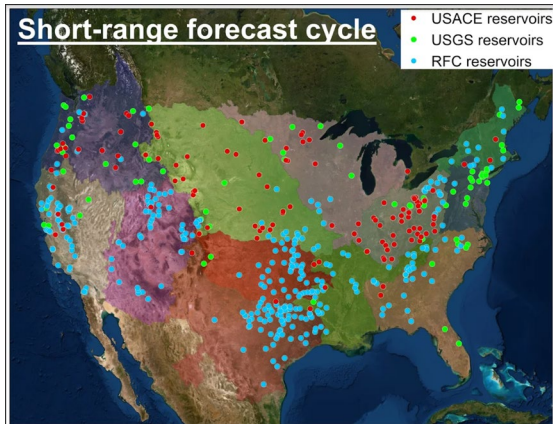 Short-range forecast cycle
USACE reservoirs
USGS reservoirs
RFC reservoirs